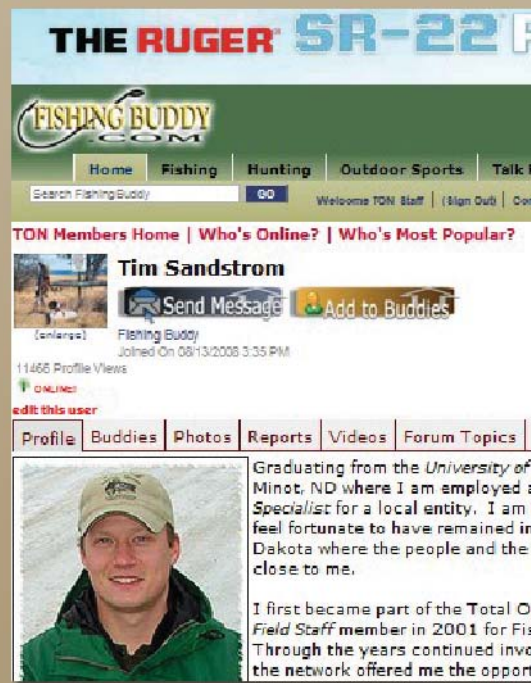 THE RUGER® SR-22
FISHING BUDDY
.COM
Home Fishing Hunting Outdoor Sports Talk
Search FishingBuddy GO Welcome TON Staff | (Sign Out) |
TON Members Home | Who's Online? | Who's Most Popular?
Tim Sandstrom
Send Message Add to Buddies
(enlarge) Fishing Buddy
Joined On 08/13/2008 3:35 PM
11466 Profile Views
ONLINE!
edit this user
Profile Buddies Photos Reports Videos Forum Topics
Graduating from the University of
Minot, ND where I am employed
Specialist for a local entity. I am
feel fortunate to have remained in
Dakota where the people and the
close to me.
I first became part of the Total O
Field Staff member in 2001 for Fis
Through the years continued invo
the network offered me the opport